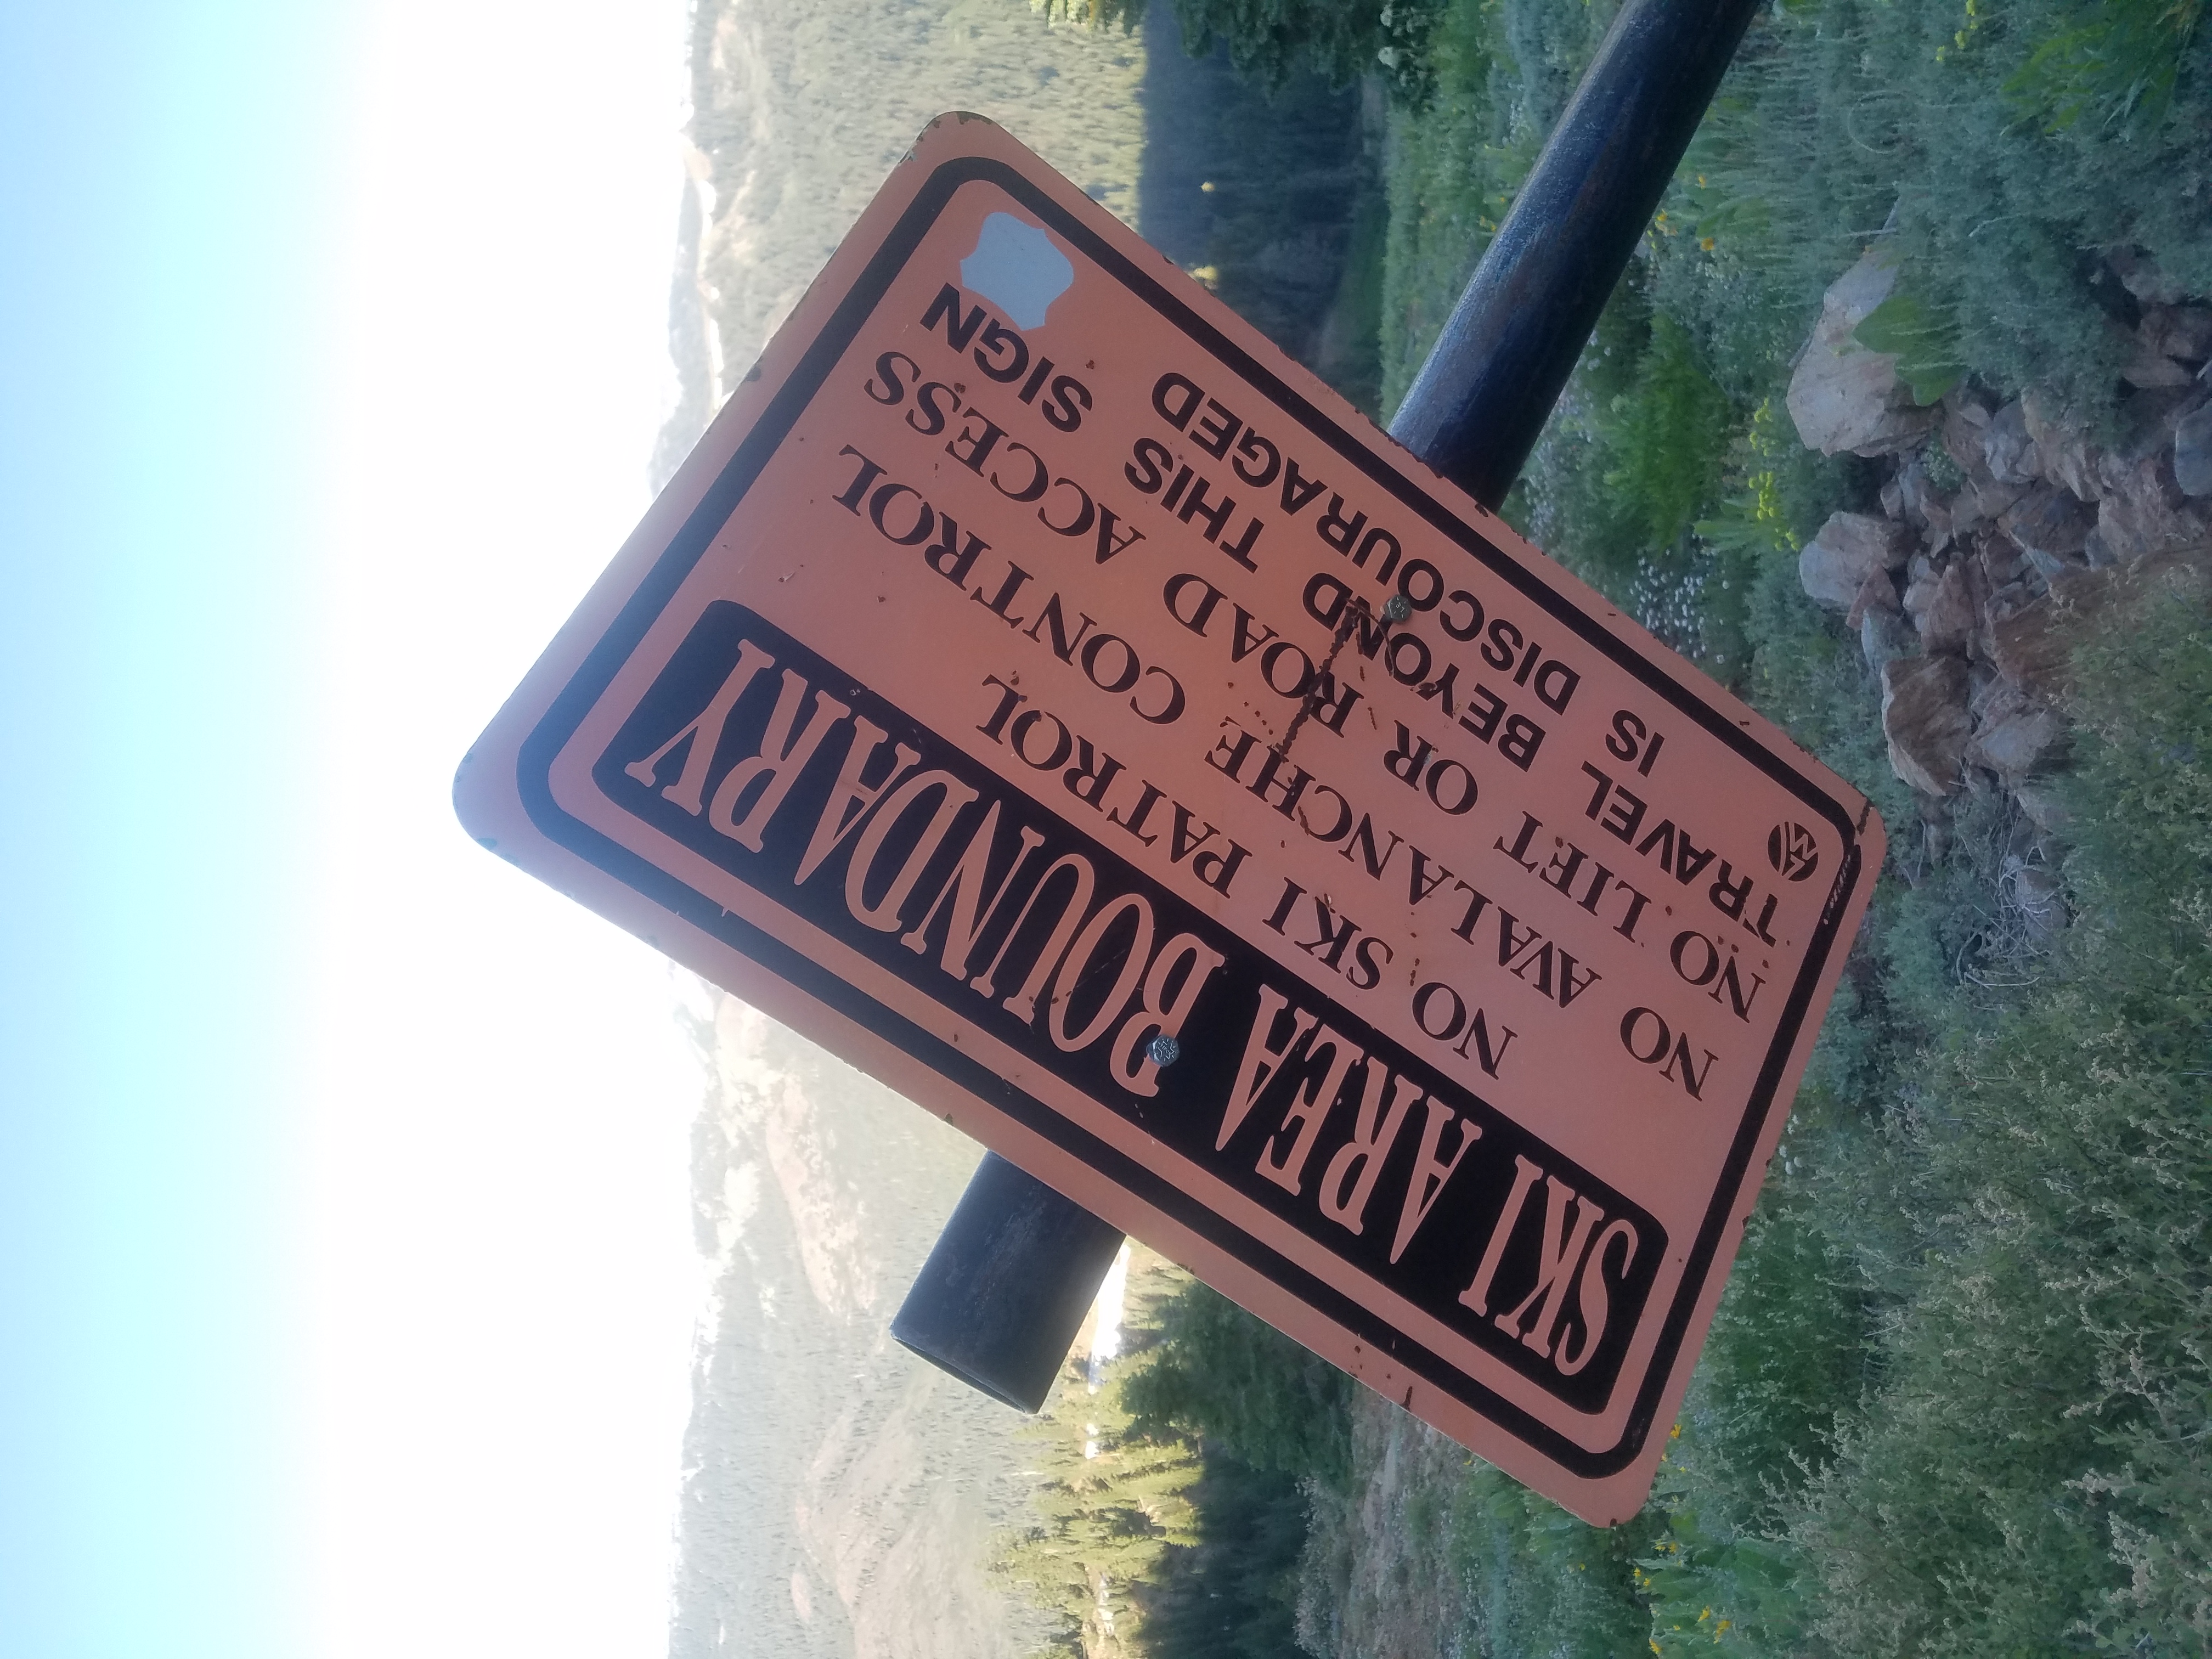 SKI AREA BOUNDARY
NO SKI PATROL
NO AVALANCHE CONTROL
NO LIFT OR ROAD ACCESS
TRAVEL BEYOND THIS SIGN
IS DISCOURAGED